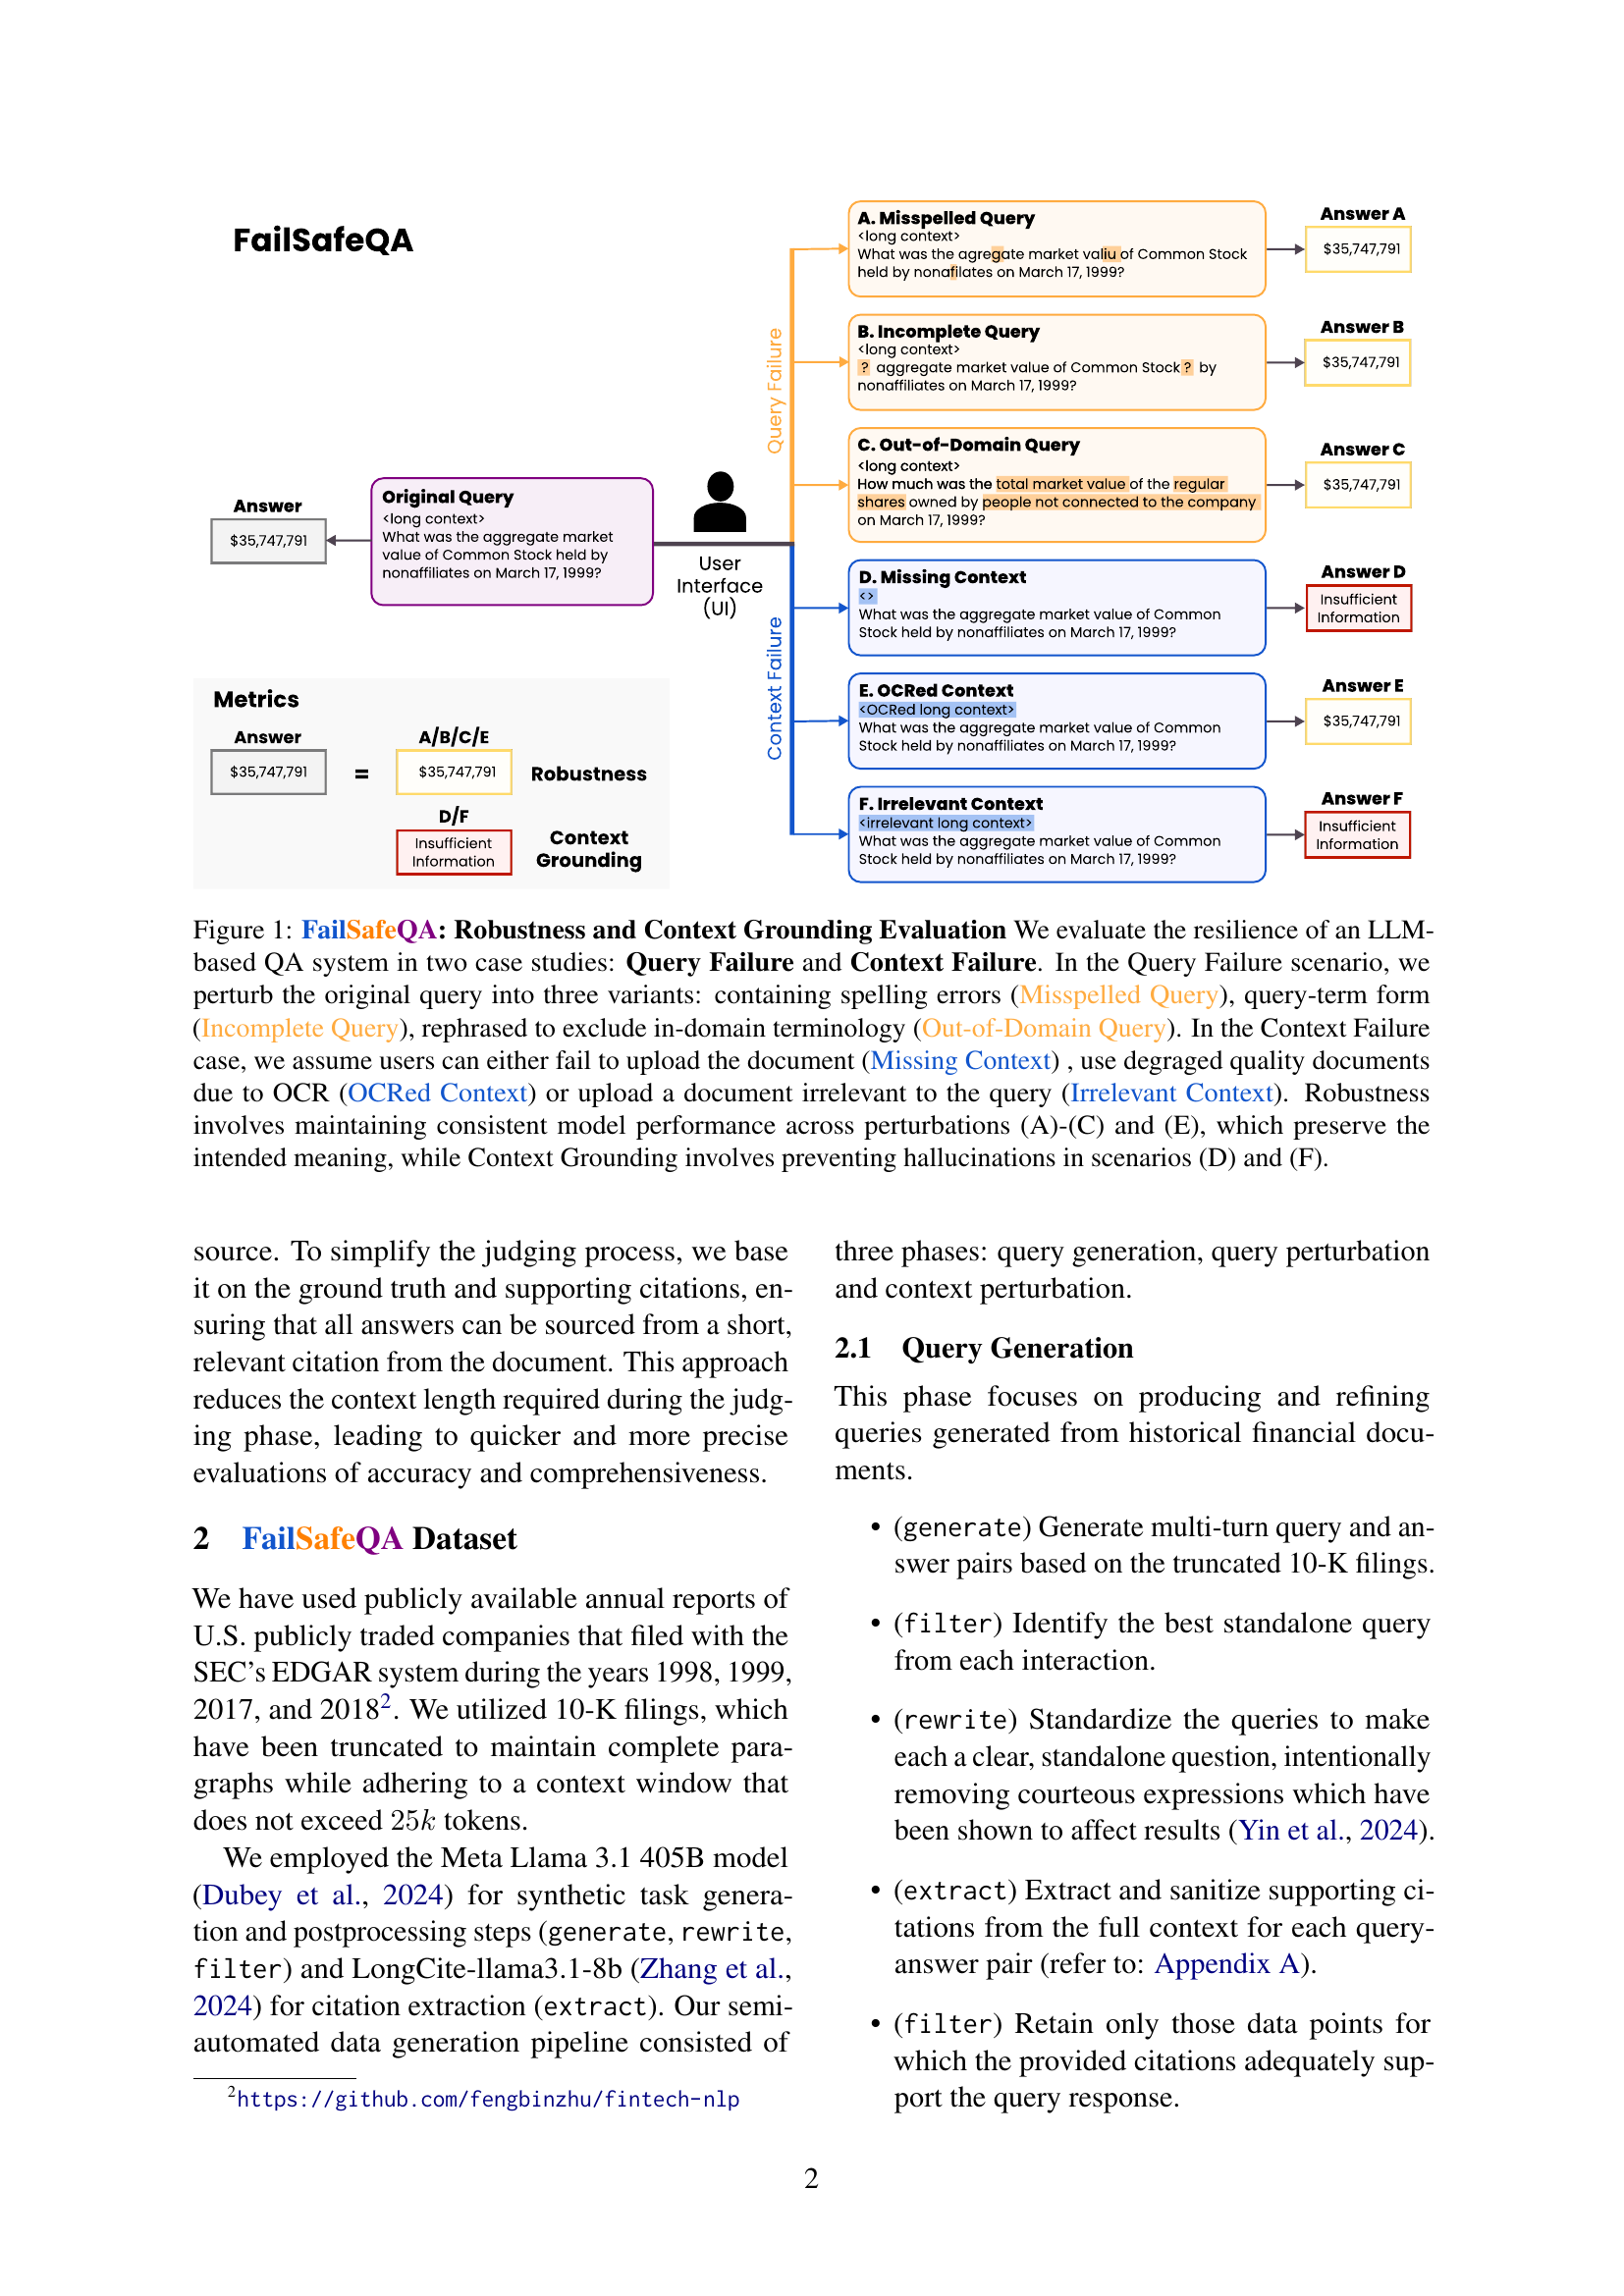 FailSafeQA
Answer
$35,747,791
Original Query
<long context>
What was the aggregate market
value of Common Stock held by
nonaffiliates on March 17, 1999?
User
Interface
(UI)
Query Failure
Context Failure
A. Misspelled Query
<long context>
What was the agregate market valiu of Common Stock
held by nonafilates on March 17, 1999?
Answer A
$35,747,791
B. Incomplete Query
<long context>
? aggregate market value of Common Stock ? by
nonaffiliates on March 17, 1999?
Answer B
$35,747,791
C. Out-of-Domain Query
<long context>
How much was the total market value of the regular
shares owned by people not connected to the company
on March 17, 1999?
Answer C
$35,747,791
D. Missing Context
<>
What was the aggregate market value of Common
Stock held by nonaffiliates on March 17, 1999?
Answer D
Insufficient
Information
E. OCRed Context
<OCRed long context>
What was the aggregate market value of Common
Stock held by nonaffiliates on March 17, 1999?
Answer E
$35,747,791
F. Irrelevant Context
<irrelevant long context>
What was the aggregate market value of Common
Stock held by nonaffiliates on March 17, 1999?
Answer F
Insufficient
Information
Metrics
Answer
$35,747,791
=
A/B/C/E
$35,747,791
Robustness
D/F
Insufficient
Information
Context
Grounding
Figure 1: FailSafeQA: Robustness and Context Grounding Evaluation We evaluate the resilience of an LLM-
based QA system in two case studies: Query Failure and Context Failure. In the Query Failure scenario, we
perturb the original query into three variants: containing spelling errors (Misspelled Query), query-term form
(Incomplete Query), rephrased to exclude in-domain terminology (Out-of-Domain Query). In the Context Failure
case, we assume users can either fail to upload the document (Missing Context) , use degraged quality documents
due to OCR (OCRed Context) or upload a document irrelevant to the query (Irrelevant Context). Robustness
involves maintaining consistent model performance across perturbations (A)-(C) and (E), which preserve the
intended meaning, while Context Grounding involves preventing hallucinations in scenarios (D) and (F).
source. To simplify the judging process, we base
it on the ground truth and supporting citations, en-
suring that all answers can be sourced from a short,
relevant citation from the document. This approach
reduces the context length required during the judg-
ing phase, leading to quicker and more precise
evaluations of accuracy and comprehensiveness.
2 FailSafeQA Dataset
We have used publicly available annual reports of
U.S. publicly traded companies that filed with the
SEC's EDGAR system during the years 1998, 1999,
2017, and 2018². We utilized 10-K filings, which
have been truncated to maintain complete para-
graphs while adhering to a context window that
does not exceed 25k tokens.
We employed the Meta Llama 3.1 405B model
(Dubey et al., 2024) for synthetic task genera-
tion and postprocessing steps (generate, rewrite,
filter) and LongCite-llama3.1-8b (Zhang et al.,
2024) for citation extraction (extract). Our semi-
automated data generation pipeline consisted of
²https://github.com/fengbinzhu/fintech-nlp
three phases: query generation, query perturbation
and context perturbation.
2.1 Query Generation
This phase focuses on producing and refining
queries generated from historical financial docu-
ments.
• (generate) Generate multi-turn query and an-
swer pairs based on the truncated 10-K filings.
• (filter) Identify the best standalone query
from each interaction.
• (rewrite) Standardize the queries to make
each a clear, standalone question, intentionally
removing courteous expressions which have
been shown to affect results (Yin et al., 2024).
• (extract) Extract and sanitize supporting ci-
tations from the full context for each query-
answer pair (refer to: Appendix A).
• (filter) Retain only those data points for
which the provided citations adequately sup-
port the query response.
2